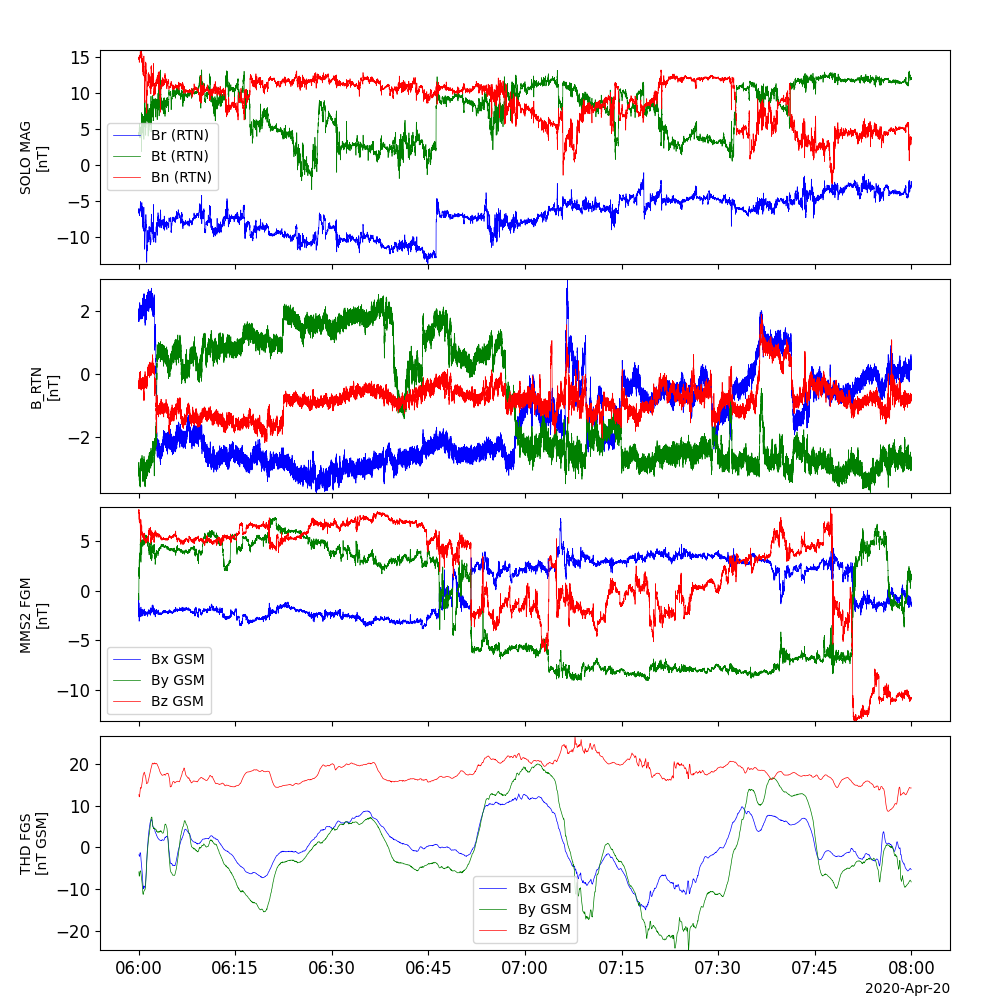 SOLO MAG
[nT]
15
10
5
0
−5
−10
Br (RTN)
Bt (RTN)
Bn (RTN)
B_RTN
[nT]
2
0
−2
MMS2 FGM
[nT]
5
0
−5
−10
Bx GSM
By GSM
Bz GSM
THD FGS
[nT GSM]
20
10
0
−10
−20
Bx GSM
By GSM
Bz GSM
06:00 06:15 06:30 06:45 07:00 07:15 07:30 07:45 08:00
2020-Apr-20